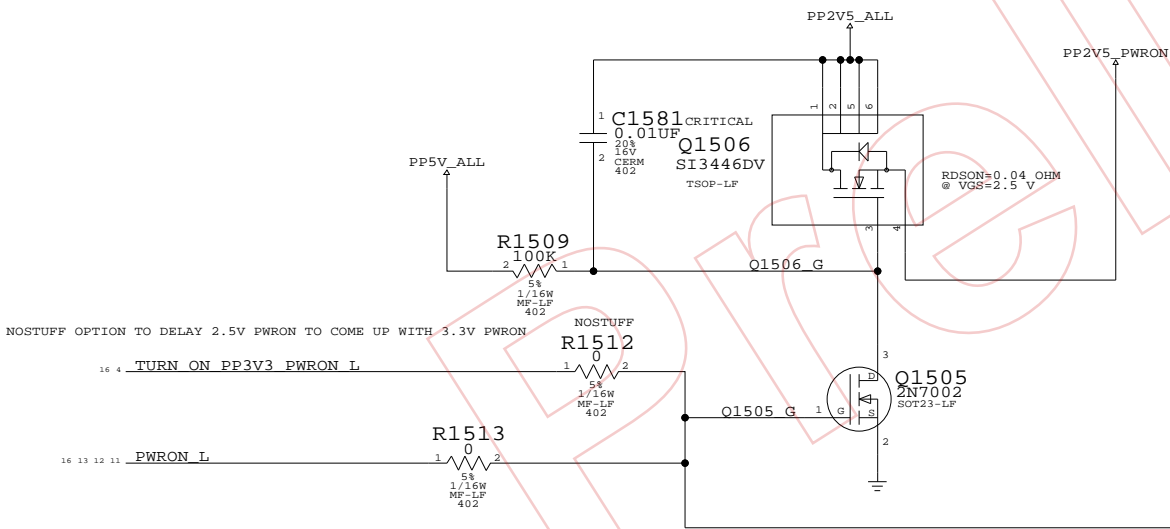 PP2V5_ALL
PP2V5_PWRON
1
2
5
6
1
C1581
CRITICAL
0.01UF
20%
16V
CERM
402
2
Q1506
SI3446DV
TSOP-LF
RDSON=0.04 OHM
@ VGS=2.5 V
3
4
PP5V_ALL
R1509
100K
2
1
5%
1/16W
MF-LF
402
Q1506_G
NOSTUFF OPTION TO DELAY 2.5V PWRON TO COME UP WITH 3.3V PWRON
NOSTUFF
R1512
0
16 4
TURN_ON_PP3V3_PWRON_L
1
2
5%
1/16W
MF-LF
402
3
D
Q1505
2N7002
SOT23-LF
Q1505_G
1
G
S
2
R1513
0
16 13 12 11
PWRON_L
1
2
5%
1/16W
MF-LF
402
Prel